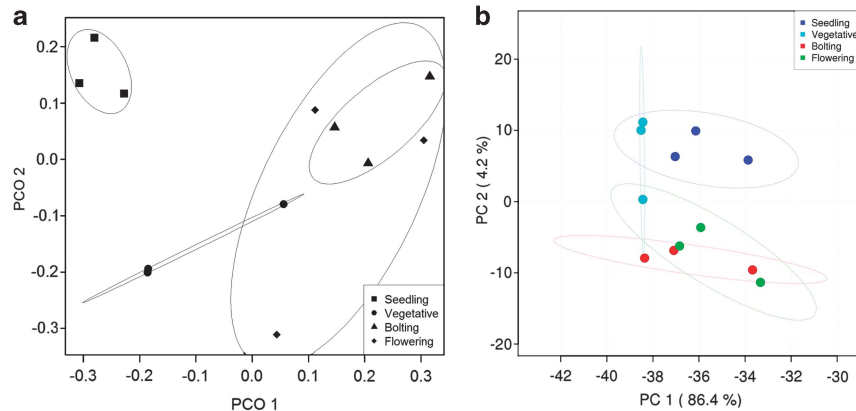 a
0.2
0.1
0.0
-0.1
-0.2
-0.3
PCO 2
-0.3 -0.2 -0.1 0.0 0.1 0.2 0.3
PCO 1
Seedling
Vegetative
Bolting
Flowering
b
20
10
0
-10
-20
PC 2 ( 4.2 %)
-42 -40 -38 -36 -34 -32 -30
PC 1 ( 86.4 %)
Seedling
Vegetative
Bolting
Flowering